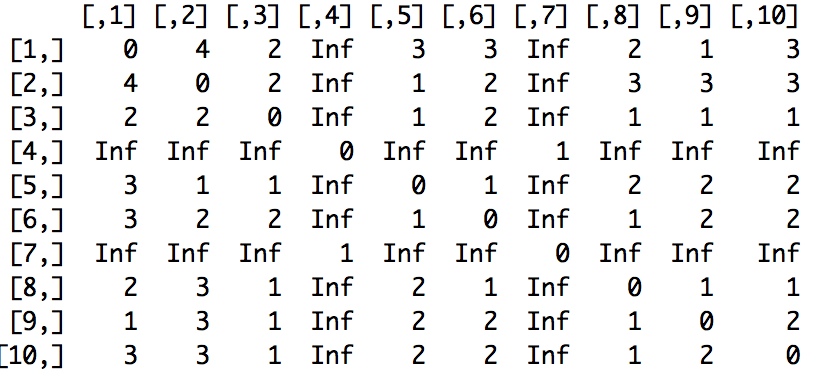 [,1] [,2] [,3] [,4] [,5] [,6] [,7] [,8] [,9] [,10]
[1,] 0 4 2 Inf 3 3 Inf 2 1 3
[2,] 4 0 2 Inf 1 2 Inf 3 3 3
[3,] 2 2 0 Inf 1 2 Inf 1 1 1
[4,] Inf Inf Inf 0 Inf Inf 1 Inf Inf Inf
[5,] 3 1 1 Inf 0 1 Inf 2 2 2
[6,] 3 2 2 Inf 1 0 Inf 1 2 2
[7,] Inf Inf Inf 1 Inf Inf 0 Inf Inf Inf
[8,] 2 3 1 Inf 2 1 Inf 0 1 1
[9,] 1 3 1 Inf 2 2 Inf 1 0 2
[10,] 3 3 1 Inf 2 2 Inf 1 2 0